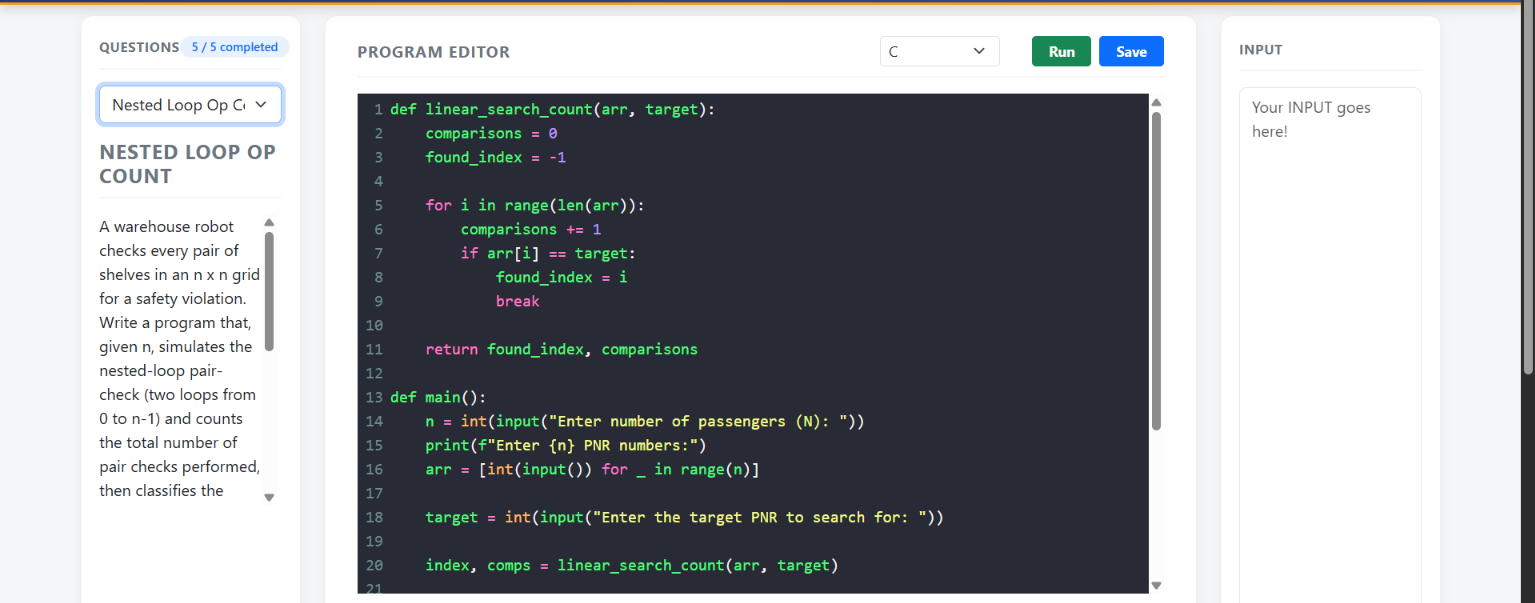 QUESTIONS 5 / 5 completed
Nested Loop Op Co
NESTED LOOP OP
COUNT
A warehouse robot
checks every pair of
shelves in an n x n grid
for a safety violation.
Write a program that,
given n, simulates the
nested-loop pair-
check (two loops from
0 to n-1) and counts
the total number of
pair checks performed,
then classifies the
PROGRAM EDITOR
C
Run
Save
1 def linear_search_count(arr, target):
2     comparisons = 0
3     found_index = -1
4
5     for i in range(len(arr)):
6         comparisons += 1
7         if arr[i] == target:
8             found_index = i
9             break
10
11     return found_index, comparisons
12
13 def main():
14     n = int(input("Enter number of passengers (N): "))
15     print(f"Enter {n} PNR numbers:")
16     arr = [int(input()) for _ in range(n)]
17
18     target = int(input("Enter the target PNR to search for: "))
19
20     index, comps = linear_search_count(arr, target)
21
INPUT
Your INPUT goes
here!